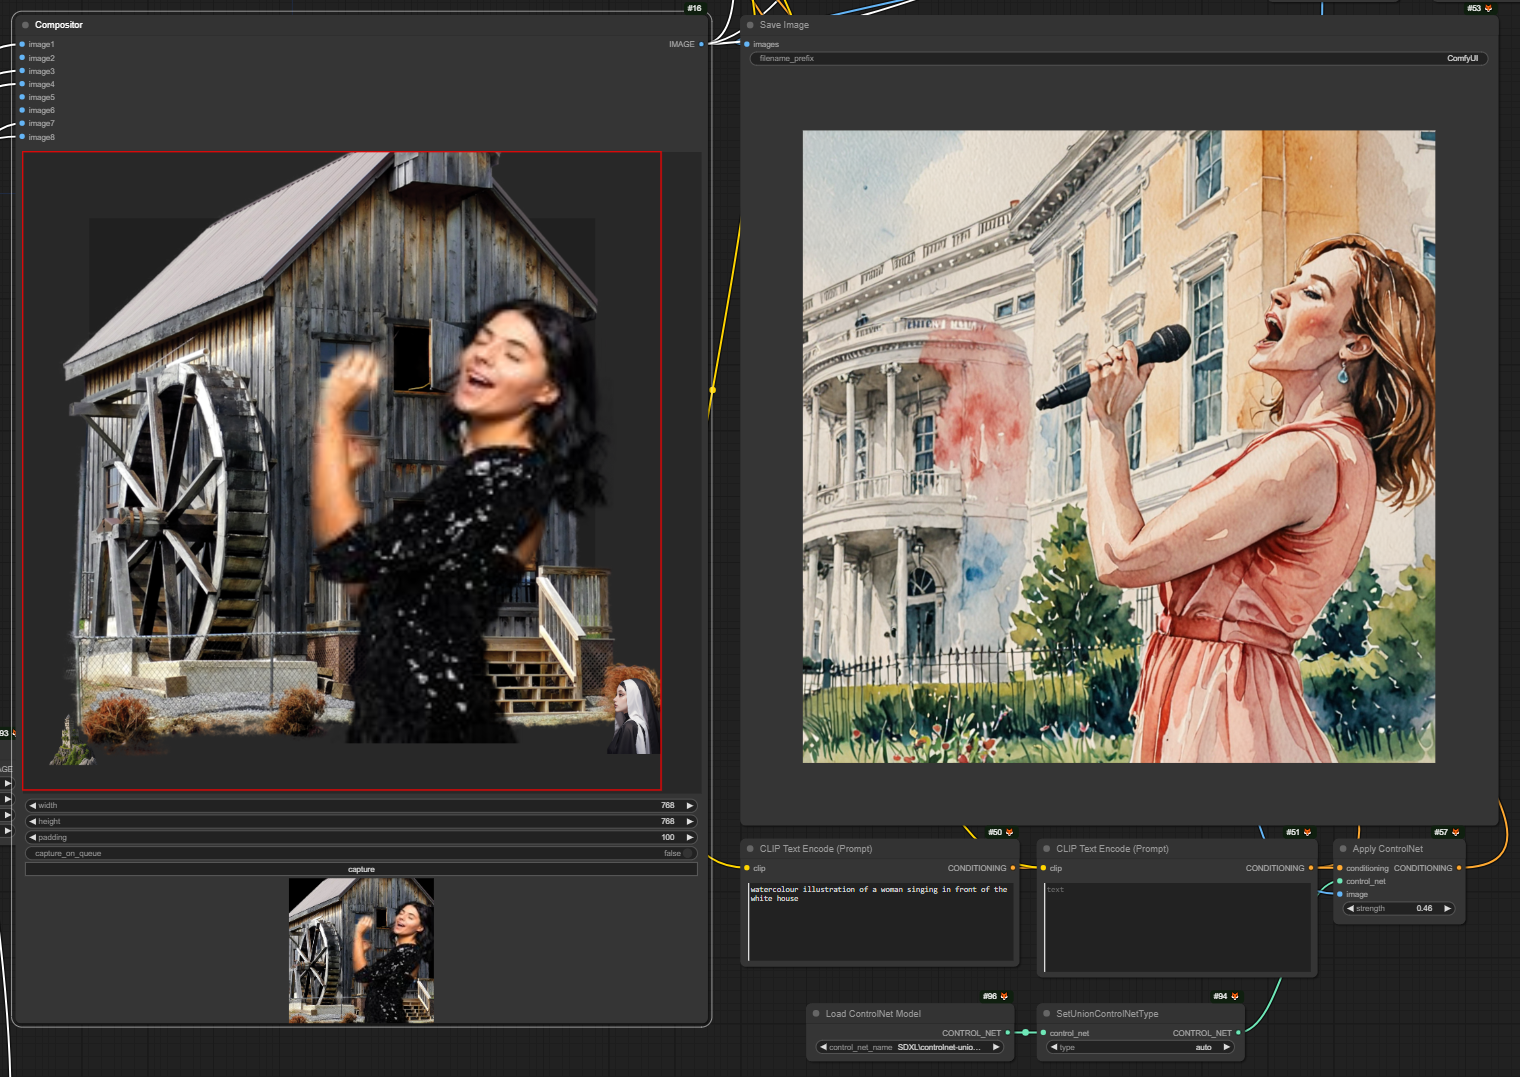 #16
Compositor
image1
IMAGE
image2
image3
image4
image5
image6
image7
image8
width 768
height 768
padding 100
capture_on_queue false
capture
#53
Save Image
images
filename_prefix ComfyUI
93
#50
CLIP Text Encode (Prompt)
clip CONDITIONING
watercolour illustration of a woman singing in front of the
white house
#51
CLIP Text Encode (Prompt)
clip CONDITIONING
text
#57
Apply ControlNet
conditioning CONDITIONING
control_net
image
strength 0.46
#96
Load ControlNet Model
CONTROL_NET
control_net_name SDXL\controlnet-unio...
#94
SetUnionControlNetType
control_net CONTROL_NET
type auto